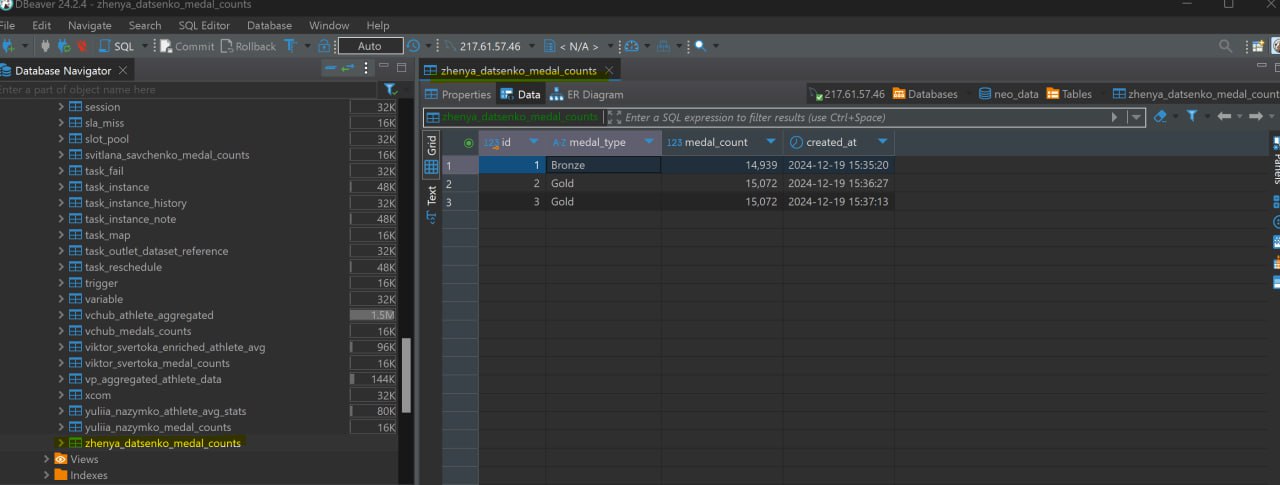 DBeaver 24.2.4 - zhenya_datsenko_medal_counts
File Edit Navigate Search SQL Editor Database Window Help
SQL Commit Rollback Auto 217.61.57.46 < N/A >
Database Navigator
Enter a part of object name here
session 32K
sla_miss 16K
slot_pool 32K
svitlana_savchenko_medal_counts 16K
task_fail 32K
task_instance 48K
task_instance_history 32K
task_instance_note 48K
task_map 16K
task_outlet_dataset_reference 32K
task_reschedule 48K
trigger 16K
variable 32K
vchub_athlete_aggregated 1.5M
vchub_medals_counts 16K
viktor_svertoka_enriched_athlete_avg 96K
viktor_svertoka_medal_counts 16K
vp_aggregated_athlete_data 144K
xcom 32K
yuliia_nazymko_athlete_avg_stats 80K
yuliia_nazymko_medal_counts 16K
zhenya_datsenko_medal_counts
Views
Indexes
zhenya_datsenko_medal_counts
Properties Data ER Diagram 217.61.57.46 Databases neo_data Tables zhenya_datsenko_medal_count
zhenya_datsenko_medal_counts Enter a SQL expression to filter results (use Ctrl+Space)
Grid
Text
123 id A-Z medal_type 123 medal_count created_at
1 1 Bronze 14,939 2024-12-19 15:35:20
2 2 Gold 15,072 2024-12-19 15:36:27
3 3 Gold 15,072 2024-12-19 15:37:13
Panels